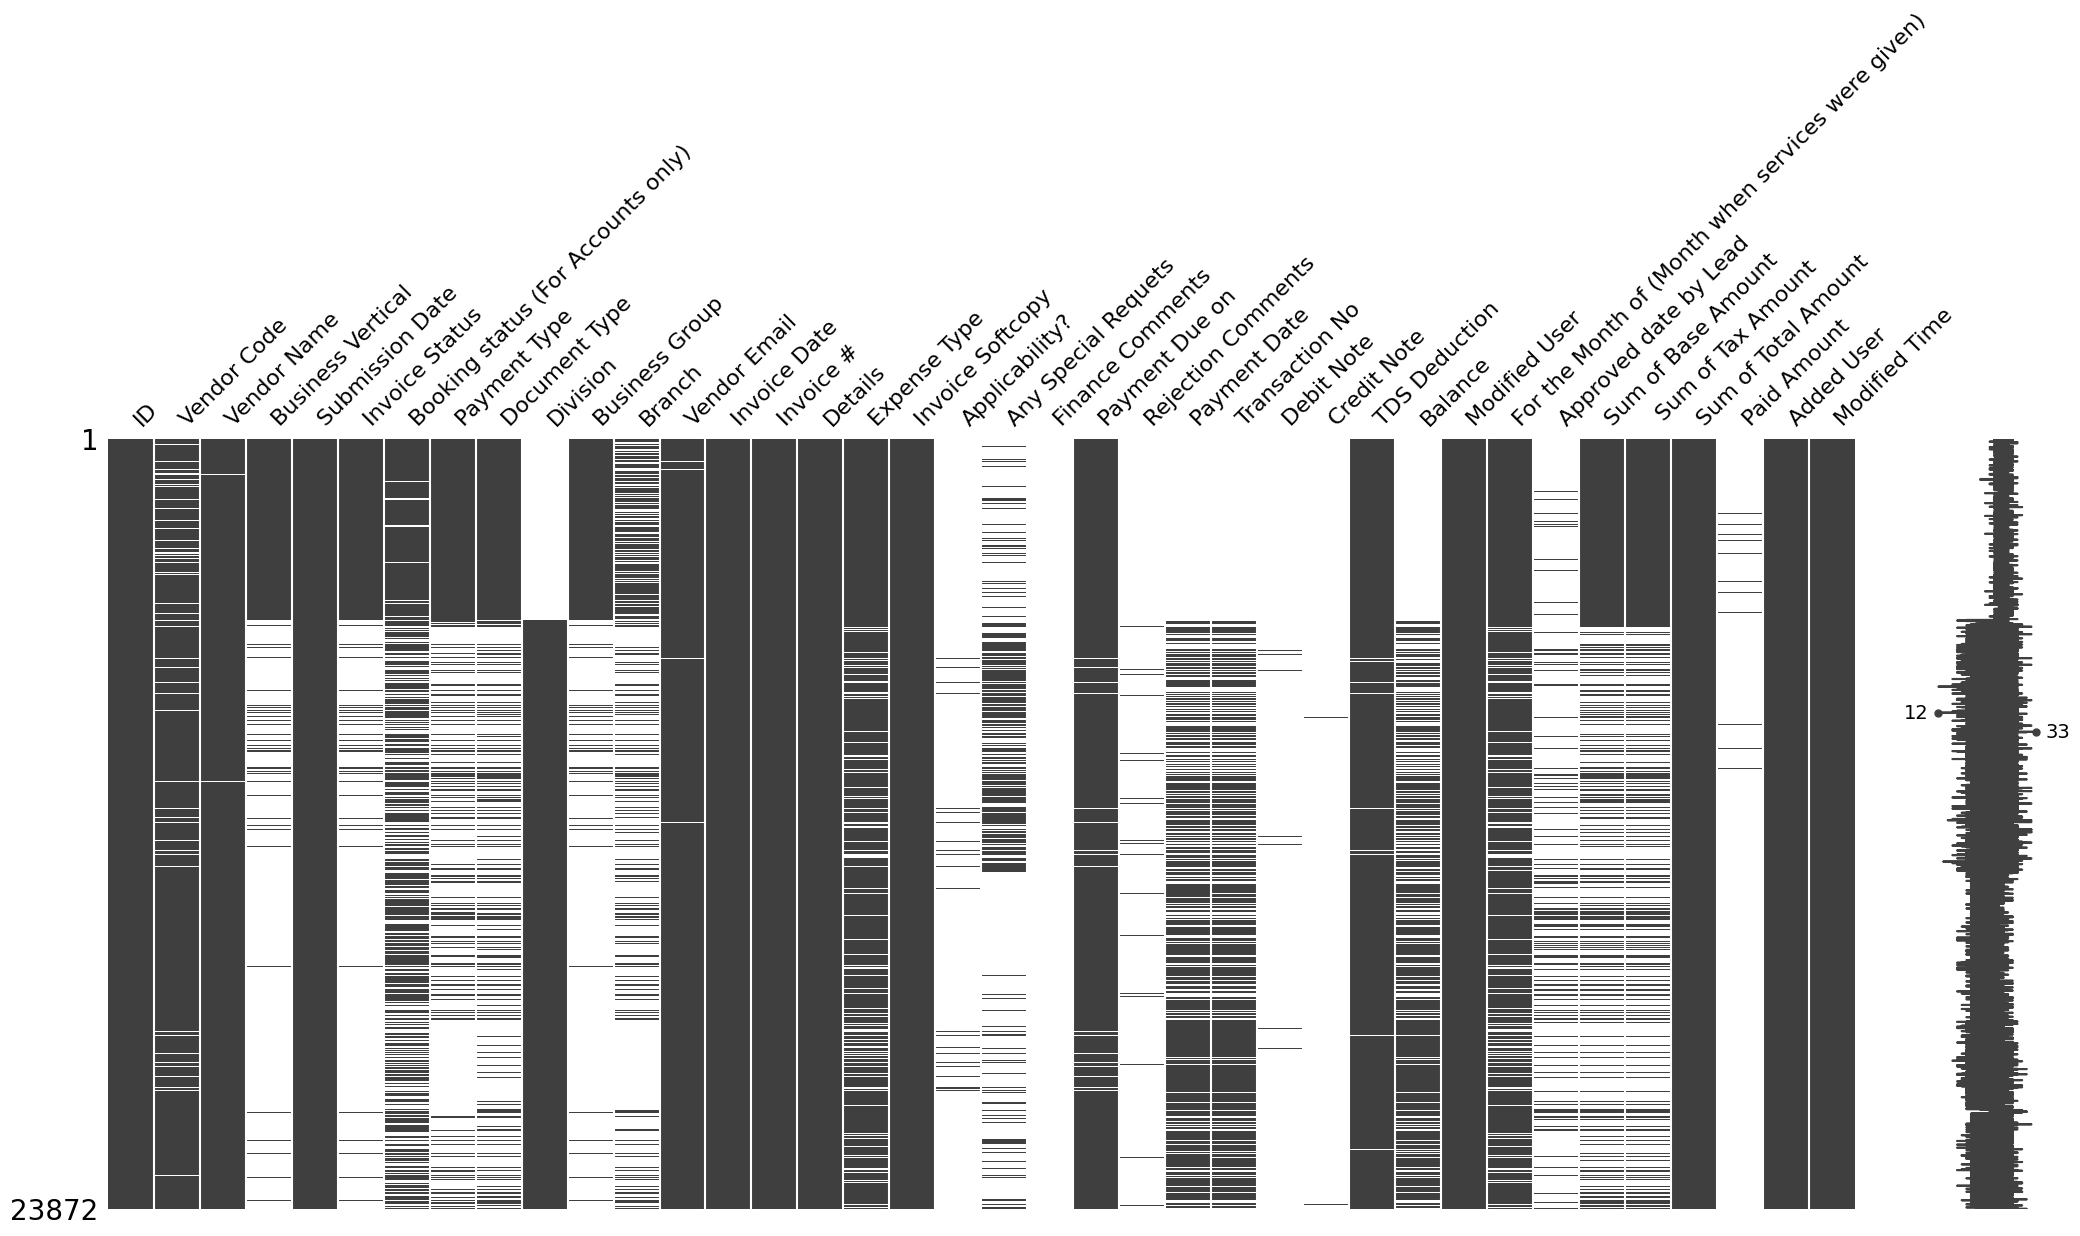 ID
Vendor Code
Vendor Name
Business Vertical
Submission Date
Invoice Status
Booking status (For Accounts only)
Payment Type
Document Type
Division
Business Group
Branch
Vendor Email
Invoice Date
Invoice #
Details
Expense Type
Invoice Softcopy
Applicability?
Any Special Requets
Finance Comments
Payment Due on
Rejection Comments
Payment Date
Transaction No
Debit Note
Credit Note
TDS Deduction
Balance
Modified User
For the Month of (Month when services were given)
Approved date by Lead
Sum of Base Amount
Sum of Tax Amount
Sum of Total Amount
Paid Amount
Added User
Modified Time
1
12
33
23872